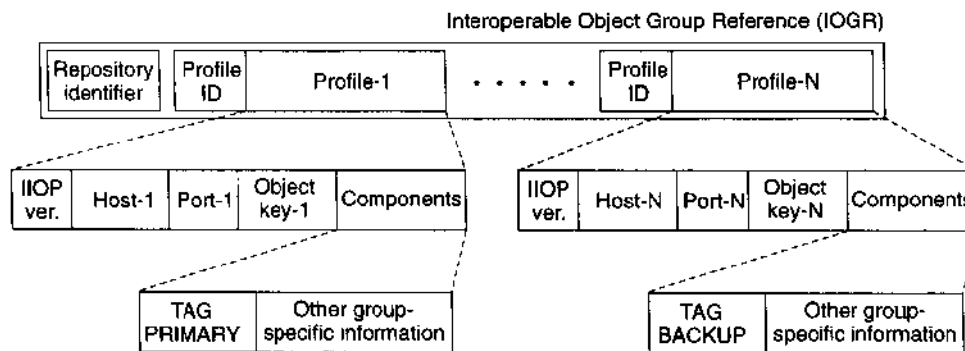 Interoperable Object Group Reference (IOGR)
Repository identifier
Profile ID
Profile-1
. . . . .
Profile ID
Profile-N
IIOP ver.
Host-1
Port-1
Object key-1
Components
IIOP ver.
Host-N
Port-N
Object key-N
Components
TAG PRIMARY
Other group-specific information
TAG BACKUP
Other group-specific information